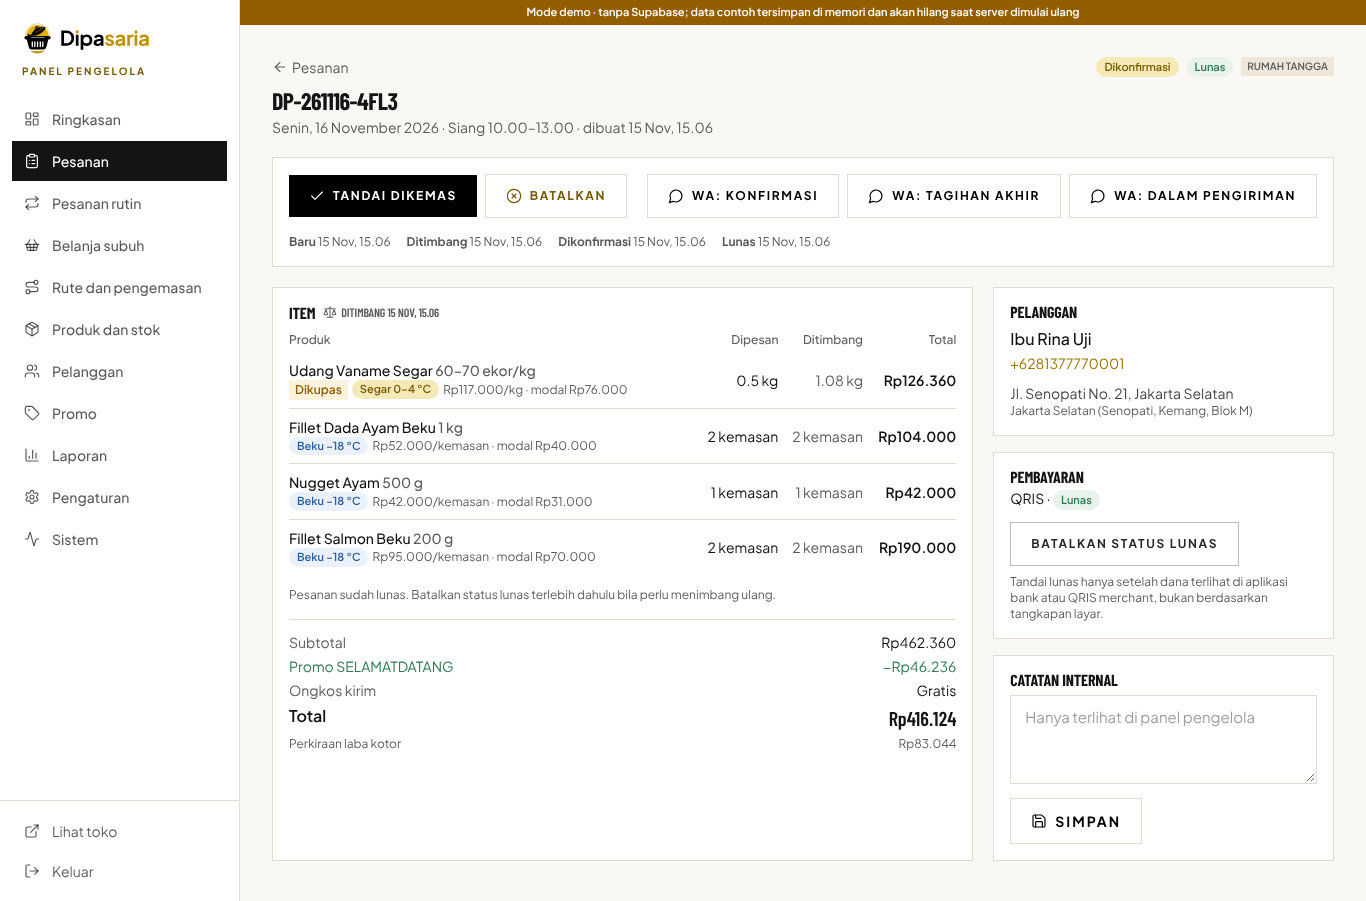 Mode demo · tanpa Supabase; data contoh tersimpan di memori dan akan hilang saat server dimulai ulang
Dipasaria
PANEL PENGELOLA
Ringkasan
Pesanan
Pesanan rutin
Belanja subuh
Rute dan pengemasan
Produk dan stok
Pelanggan
Promo
Laporan
Pengaturan
Sistem
Lihat toko
Keluar
Pesanan
Dikonfirmasi Lunas RUMAH TANGGA
DP-261116-4FL3
Senin, 16 November 2026 · Siang 10.00–13.00 · dibuat 15 Nov, 15.06
TANDAI DIKEMAS BATALKAN WA: KONFIRMASI WA: TAGIHAN AKHIR WA: DALAM PENGIRIMAN
Baru 15 Nov, 15.06 Ditimbang 15 Nov, 15.06 Dikonfirmasi 15 Nov, 15.06 Lunas 15 Nov, 15.06
ITEM DITIMBANG 15 NOV, 15.06
Produk Dipesan Ditimbang Total
Udang Vaname Segar 60–70 ekor/kg
Dikupas Segar 0–4 °C Rp117.000/kg · modal Rp76.000
0.5 kg 1.08 kg Rp126.360
Fillet Dada Ayam Beku 1 kg
Beku −18 °C Rp52.000/kemasan · modal Rp40.000
2 kemasan 2 kemasan Rp104.000
Nugget Ayam 500 g
Beku −18 °C Rp42.000/kemasan · modal Rp31.000
1 kemasan 1 kemasan Rp42.000
Fillet Salmon Beku 200 g
Beku −18 °C Rp95.000/kemasan · modal Rp70.000
2 kemasan 2 kemasan Rp190.000
Pesanan sudah lunas. Batalkan status lunas terlebih dahulu bila perlu menimbang ulang.
Subtotal Rp462.360
Promo SELAMATDATANG −Rp46.236
Ongkos kirim Gratis
Total Rp416.124
Perkiraan laba kotor Rp83.044
PELANGGAN
Ibu Rina Uji
+6281377770001
Jl. Senopati No. 21, Jakarta Selatan
Jakarta Selatan (Senopati, Kemang, Blok M)
PEMBAYARAN
QRIS · Lunas
BATALKAN STATUS LUNAS
Tandai lunas hanya setelah dana terlihat di aplikasi
bank atau QRIS merchant, bukan berdasarkan
tangkapan layar.
CATATAN INTERNAL
Hanya terlihat di panel pengelola
SIMPAN